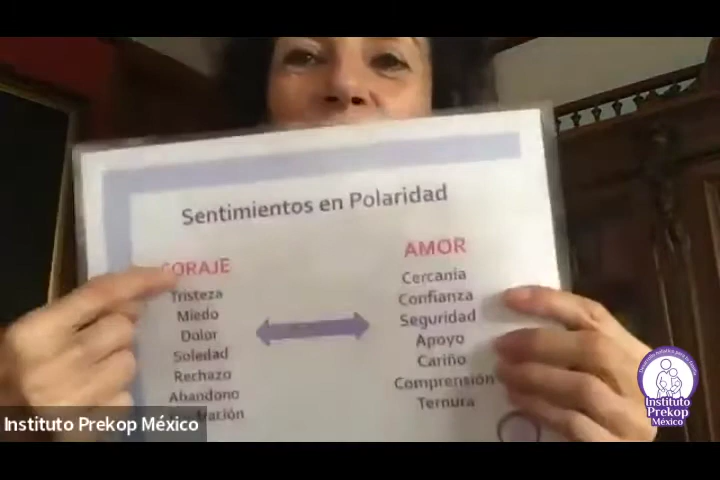 Sentimientos en Polaridad
CORAJE
Tristeza
Miedo
Dolor
Soledad
Rechazo
Abandono
AMOR
Cercanía
Confianza
Seguridad
Apoyo
Cariño
Comprensión
Ternura
Instituto Prekop México
Instituto
Prekop
México